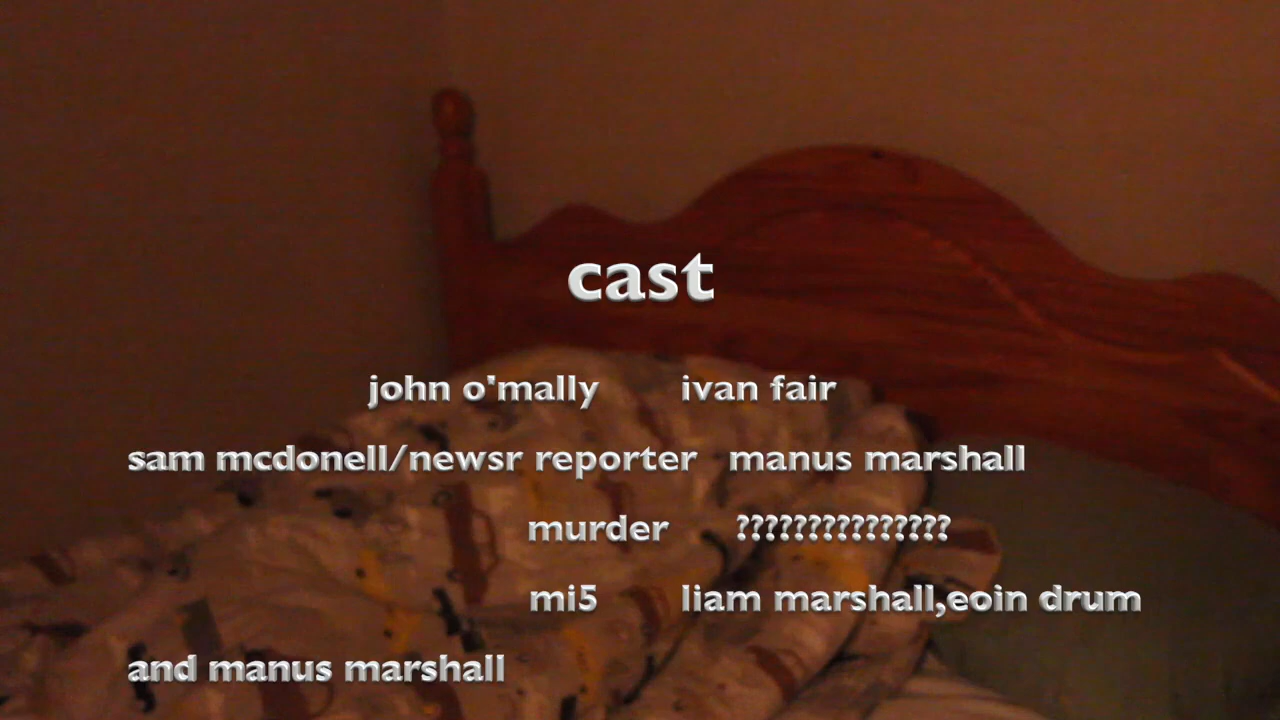 cast
john o'mally ivan fair
sam mcdonell/newsr reporter manus marshall
murder ???????????????
mi5 liam marshall,eoin drum
and manus marshall